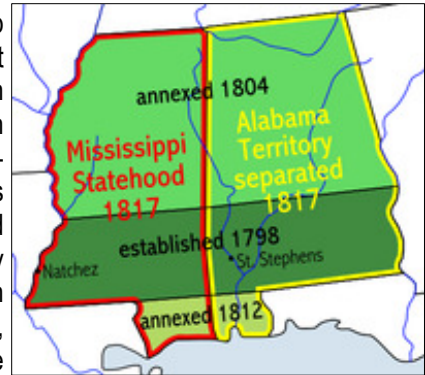 annexed 1804
Mississippi
Statehood
1817
Alabama
Territory
separated
1817
established 1798
Natchez
St. Stephens
annexed 1812